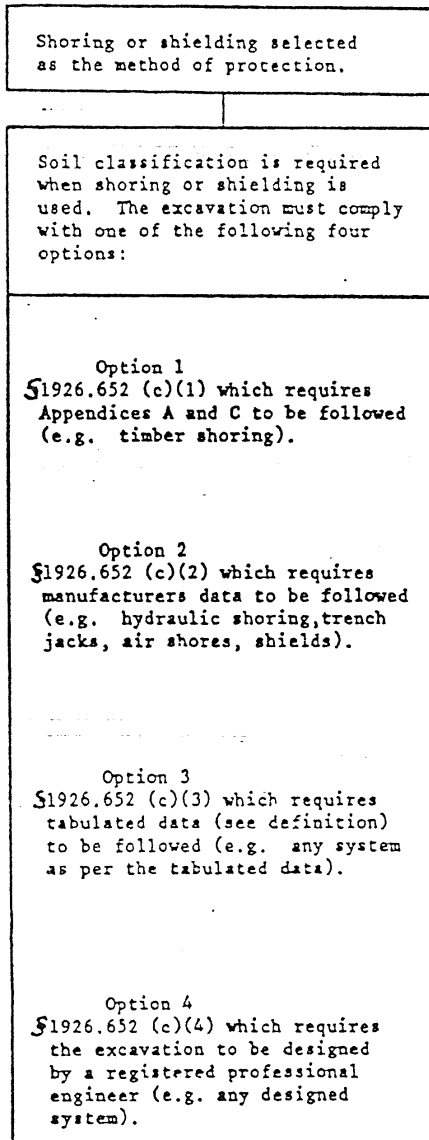 Shoring or shielding selected
as the method of protection.
Soil classification is required
when shoring or shielding is
used. The excavation must comply
with one of the following four
options:
Option 1
§1926.652 (c)(1) which requires
Appendices A and C to be followed
(e.g. timber shoring).
Option 2
§1926.652 (c)(2) which requires
manufacturers data to be followed
(e.g. hydraulic shoring,trench
jacks, air shores, shields).
Option 3
§1926.652 (c)(3) which requires
tabulated data (see definition)
to be followed (e.g. any system
as per the tabulated data).
Option 4
§1926.652 (c)(4) which requires
the excavation to be designed
by a registered professional
engineer (e.g. any designed
system).